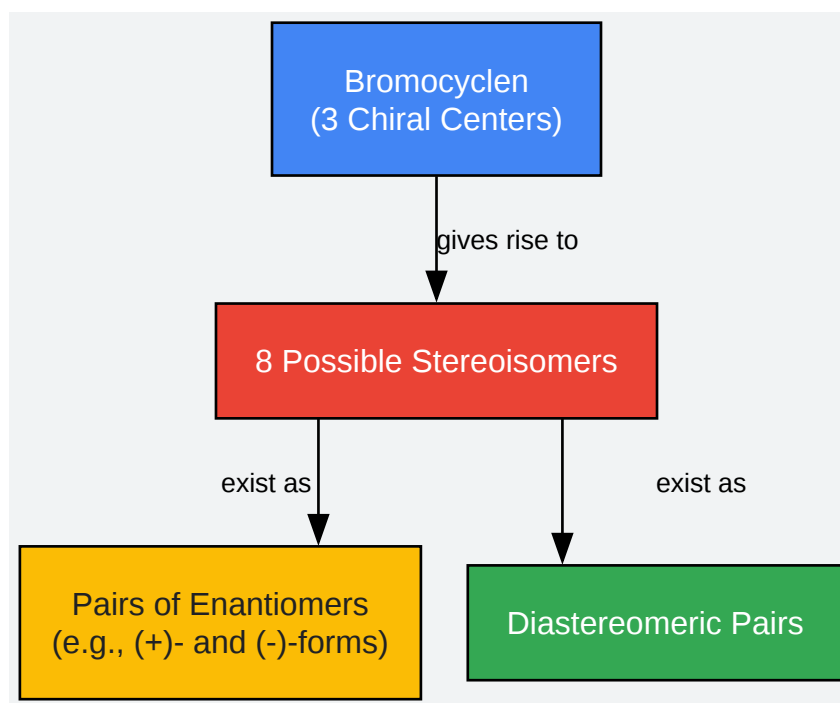 Bromocyclen
(3 Chiral Centers)
gives rise to
8 Possible Stereoisomers
exist as
exist as
Pairs of Enantiomers
(e.g., (+)- and (-)-forms)
Diastereomeric Pairs